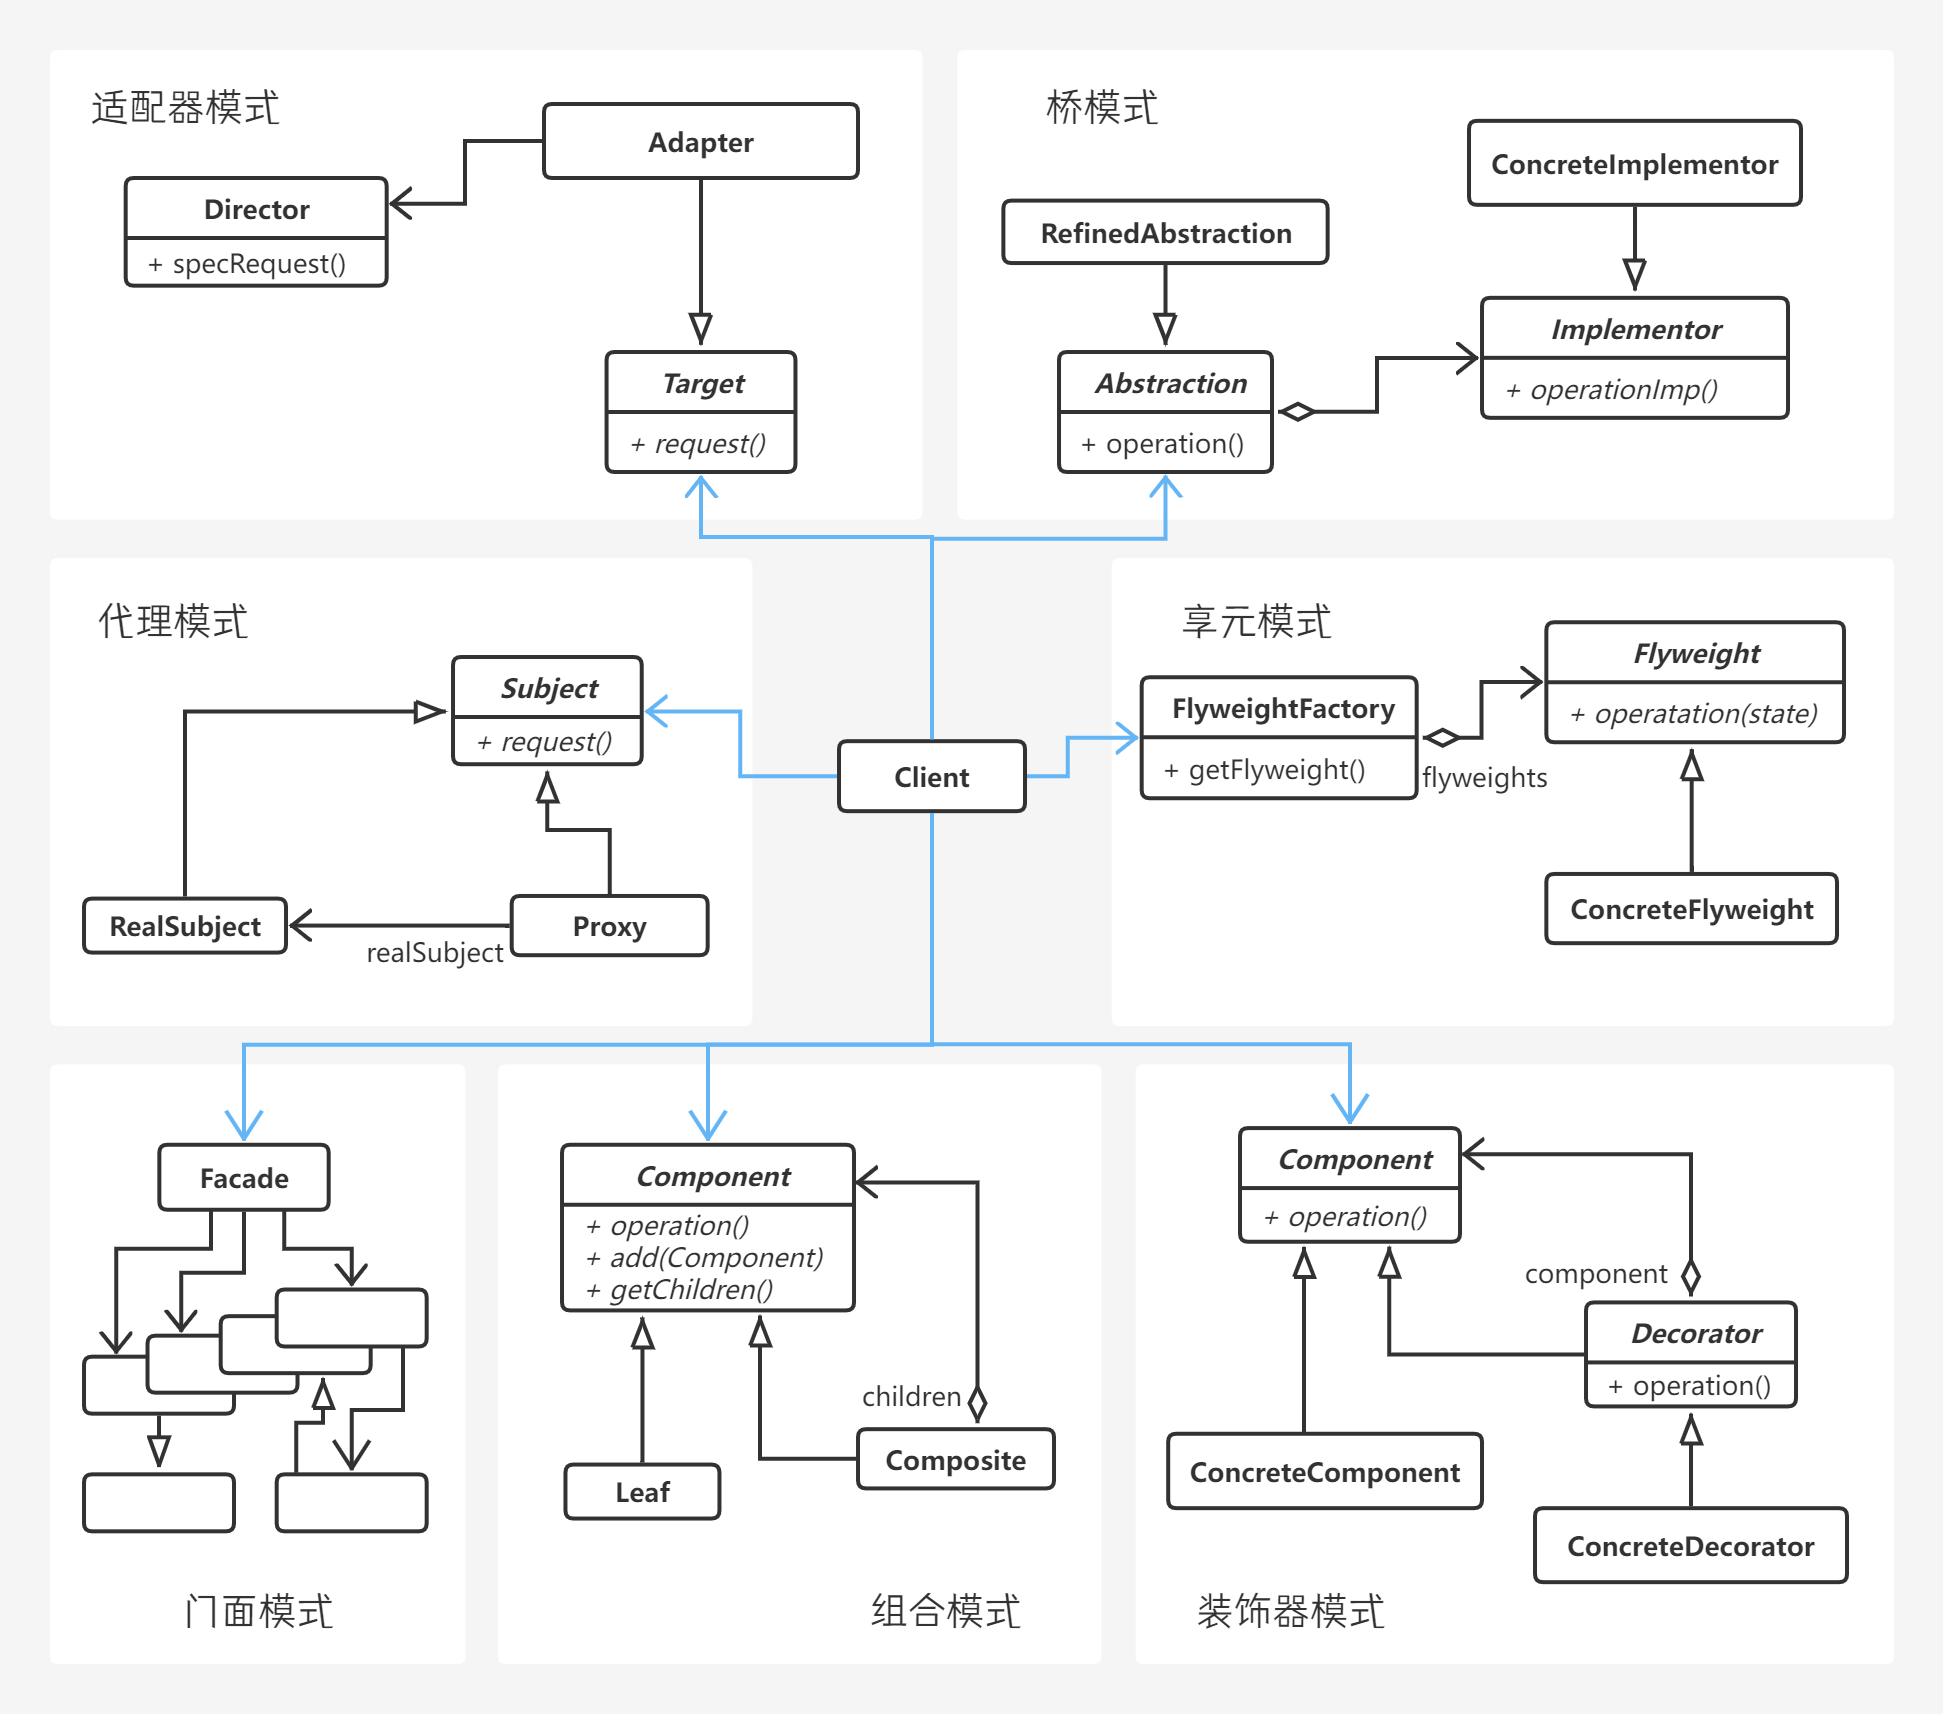 适配器模式
Adapter
Director
+ specRequest()
Target
+ request()
桥模式
ConcreteImplementor
RefinedAbstraction
Implementor
+ operationImp()
Abstraction
+ operation()
代理模式
Subject
+ request()
RealSubject
realSubject
Proxy
Client
享元模式
Flyweight
+ operatation(state)
FlyweightFactory
+ getFlyweight()
flyweights
ConcreteFlyweight
Facade
门面模式
Component
+ operation()
+ add(Component)
+ getChildren()
children
Composite
Leaf
组合模式
Component
+ operation()
component
Decorator
+ operation()
ConcreteComponent
ConcreteDecorator
装饰器模式